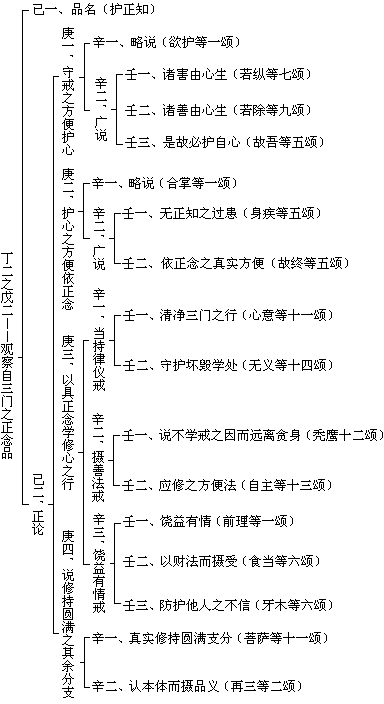 丁二之戊二——观察自三门之正念品
己一、品名（护正知）
己二、正论
庚一、守戒之方便护心
辛一、略说（欲护等一颂）
辛二、广说
壬一、诸害由心生（若纵等七颂）
壬二、诸善由心生（若除等九颂）
壬三、是故必护自心（故吾等五颂）
庚二、护心之方便依正念
辛一、略说（合掌等一颂）
辛二、广说
壬一、无正知之过患（身疾等五颂）
壬二、依正念之真实方便（故终等五颂）
庚三、以具正念学修心之行
辛一、当持律仪戒
壬一、清净三门之行（心意等十一颂）
壬二、守护坏毁学处（无义等十四颂）
辛二、摄善法戒
壬一、说不学戒之因而远离贪身（秃鹰十二颂）
壬二、应修之方便法（自主等十三颂）
辛三、饶益有情戒
壬一、饶益有情（前理等一颂）
壬二、以财法而摄受（食当等六颂）
壬三、防护他人之不信（牙木等六颂）
庚四、说修持圆满之其余分支
辛一、真实修持圆满支分（菩萨等十一颂）
辛二、认本体而摄品义（再三等二颂）